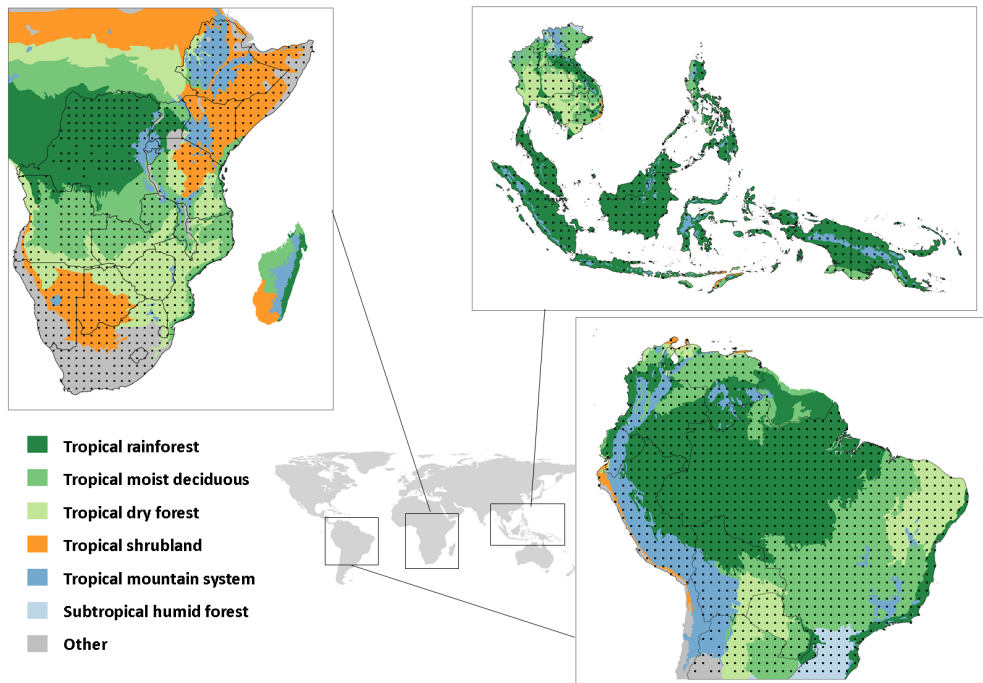 Tropical rainforest
Tropical moist deciduous
Tropical dry forest
Tropical shrubland
Tropical mountain system
Subtropical humid forest
Other